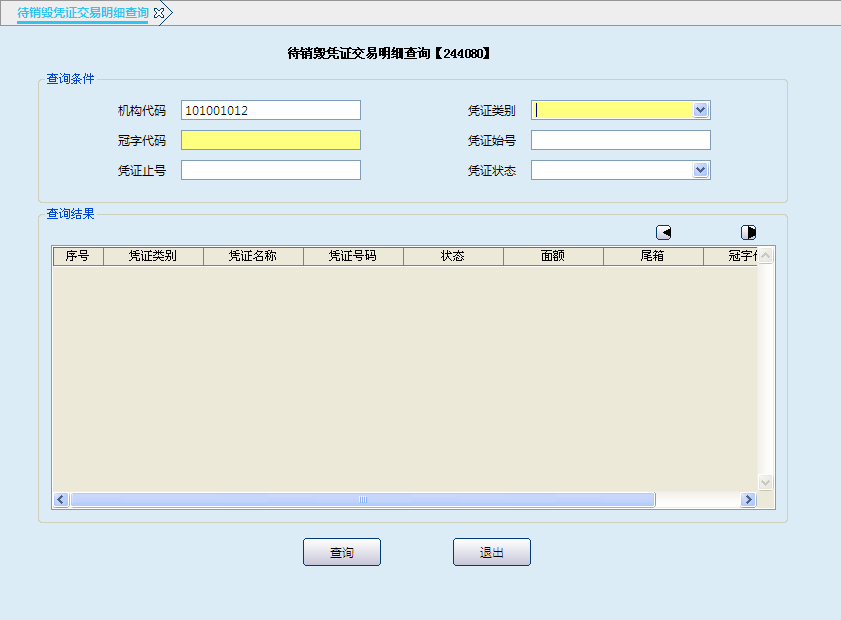 待销毁凭证交易明细查询
待销毁凭证交易明细查询【244080】
查询条件
机构代码 101001012 凭证类别
冠字代码 凭证始号
凭证止号 凭证状态
查询结果
序号 凭证类别 凭证名称 凭证号码 状态 面额 尾箱 冠字
查询 退出